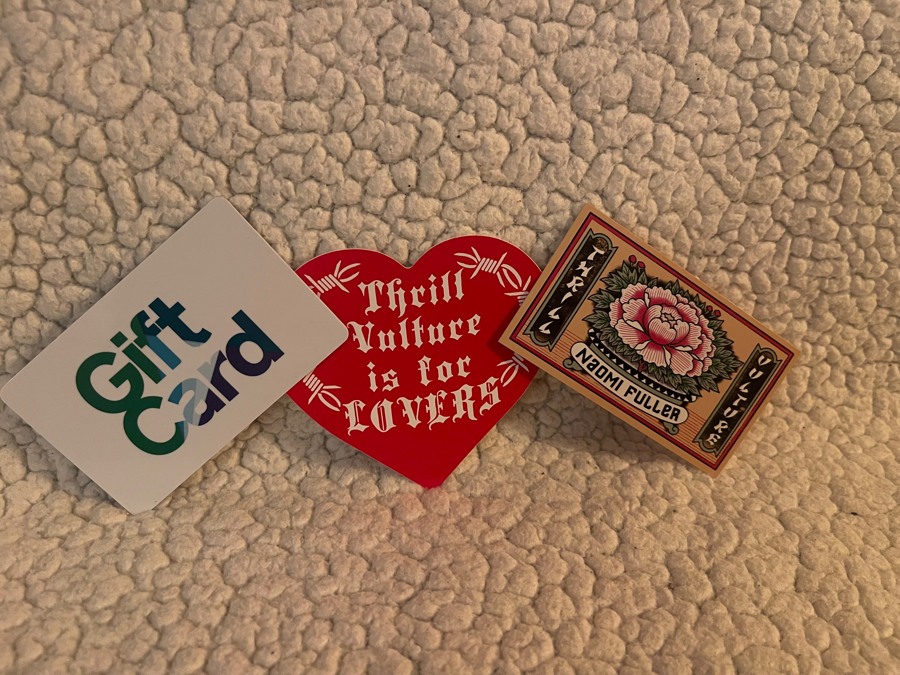 Gift
Card
Thrill
Vulture
is for
LOVERS
THRILL
NAOMI FULLER
VULTURE